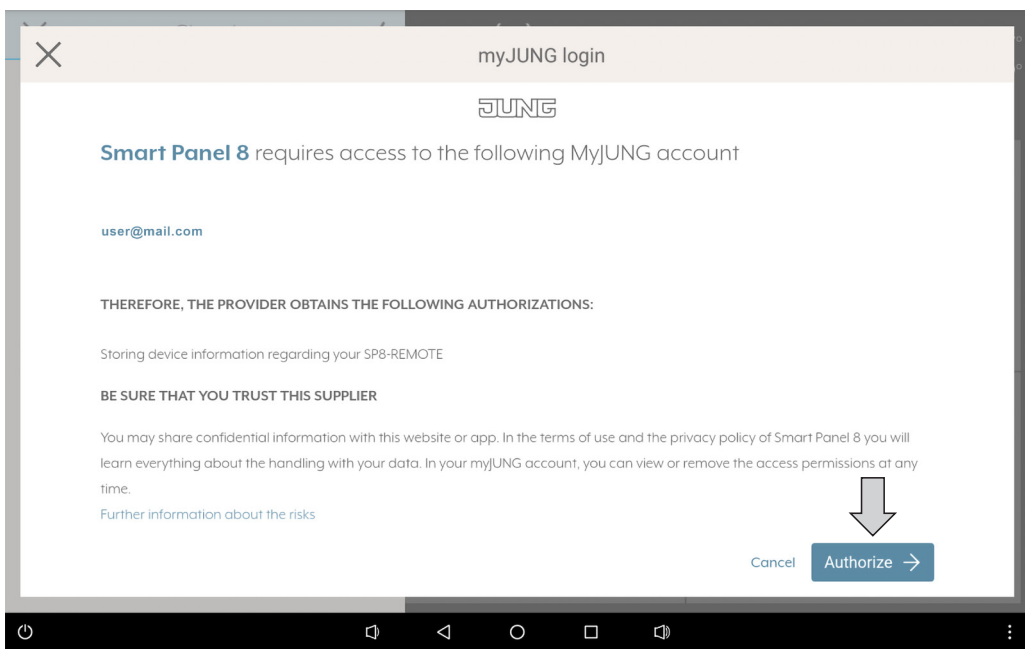 myJUNG login
JUNG
Smart Panel 8 requires access to the following MyJUNG account
user@mail.com
THEREFORE, THE PROVIDER OBTAINS THE FOLLOWING AUTHORIZATIONS:
Storing device information regarding your SP8-REMOTE
BE SURE THAT YOU TRUST THIS SUPPLIER
You may share confidential information with this website or app. In the terms of use and the privacy policy of Smart Panel 8 you will
learn everything about the handling with your data. In your myJUNG account, you can view or remove the access permissions at any
time.
Further information about the risks
Cancel
Authorize